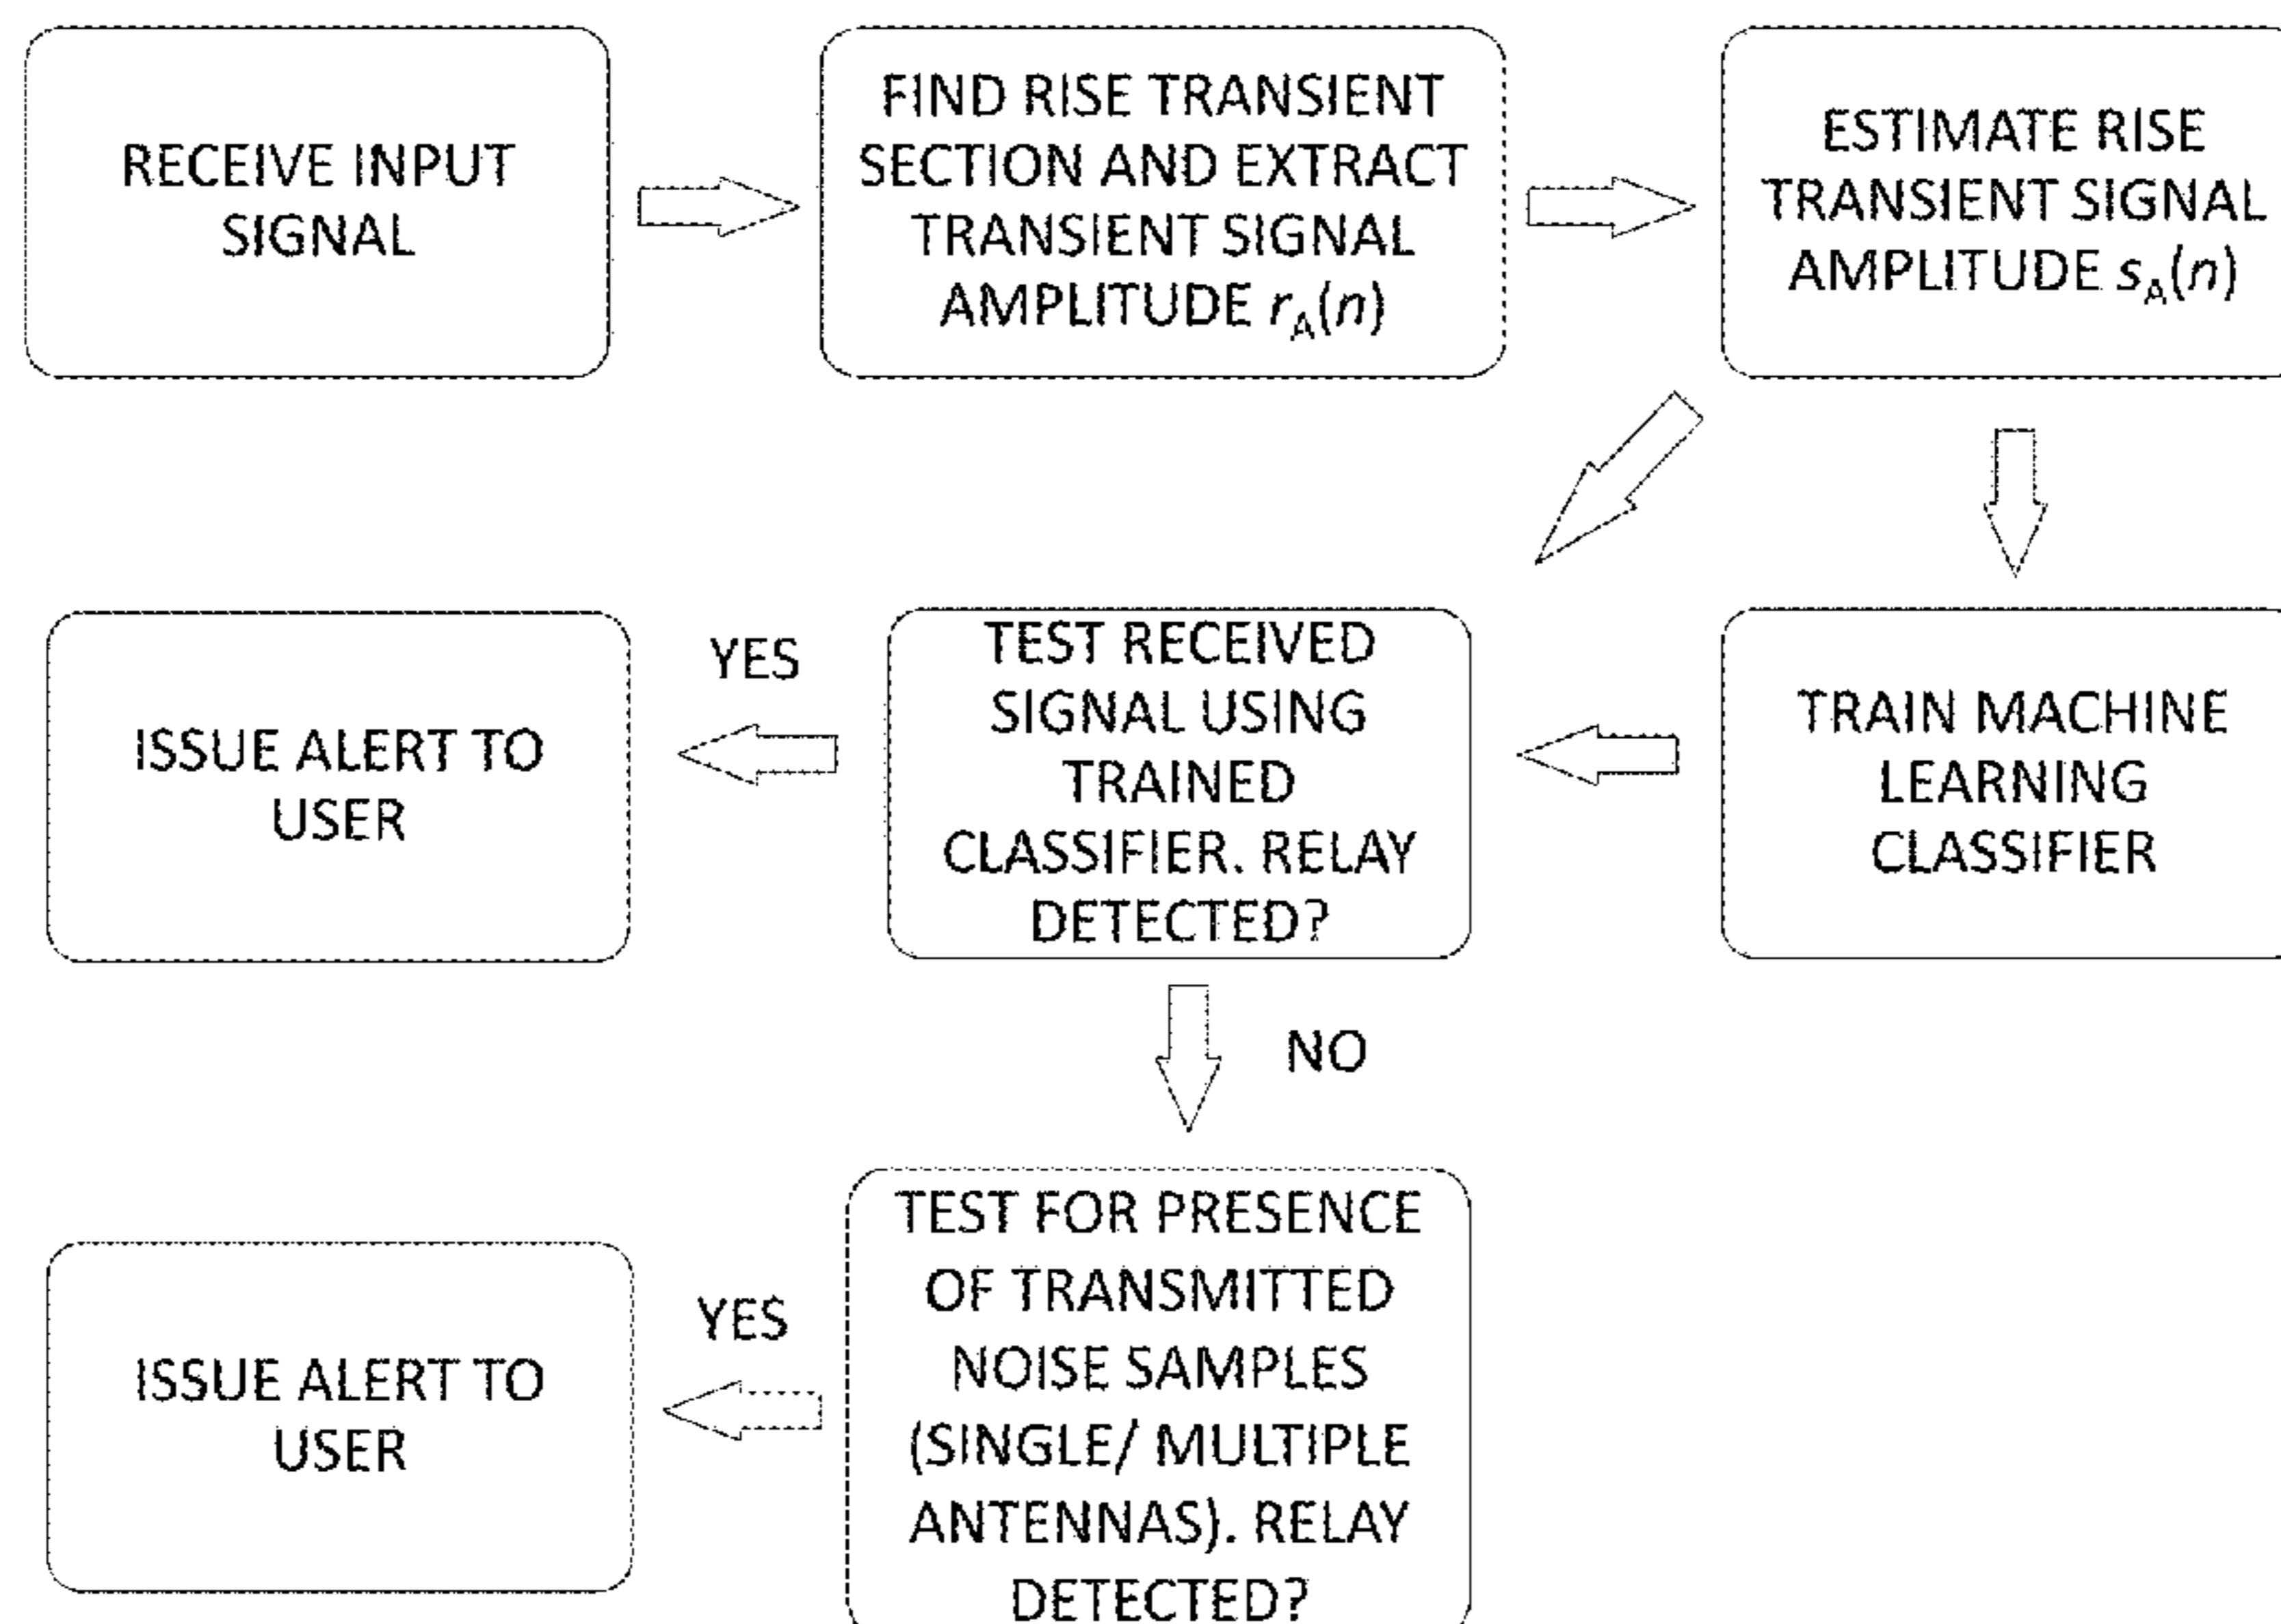 RECEIVE INPUT
SIGNAL
FIND RISE TRANSIENT
SECTION AND EXTRACT
TRANSIENT SIGNAL
AMPLITUDE r_A(n)
ESTIMATE RISE
TRANSIENT SIGNAL
AMPLITUDE s_A(n)
ISSUE ALERT TO
USER
YES
TEST RECEIVED
SIGNAL USING
TRAINED
CLASSIFIER. RELAY
DETECTED?
TRAIN MACHINE
LEARNING
CLASSIFIER
NO
ISSUE ALERT TO
USER
YES
TEST FOR PRESENCE
OF TRANSMITTED
NOISE SAMPLES
(SINGLE/ MULTIPLE
ANTENNAS). RELAY
DETECTED?